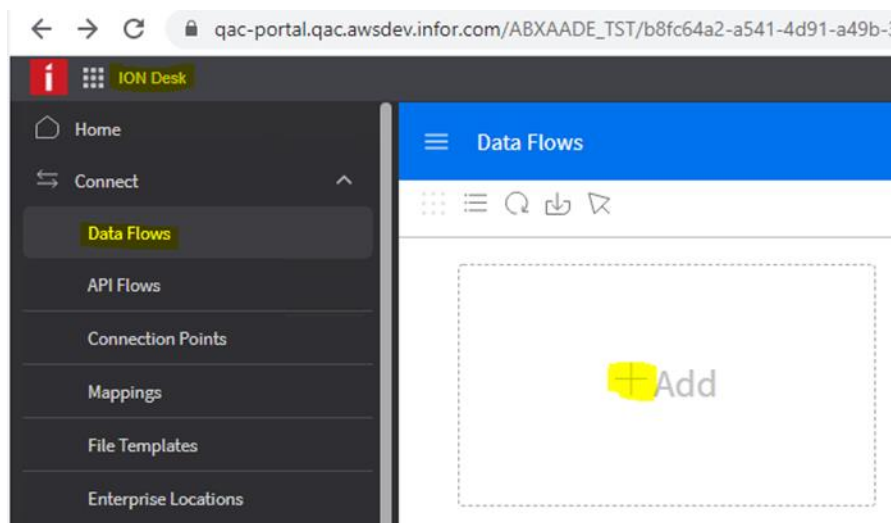 qac-portal.qac.awsdev.infor.com/ABXAADE_TST/b8fc64a2-a541-4d91-a49b-
ION Desk
Home
Connect
Data Flows
API Flows
Connection Points
Mappings
File Templates
Enterprise Locations
Data Flows
Add